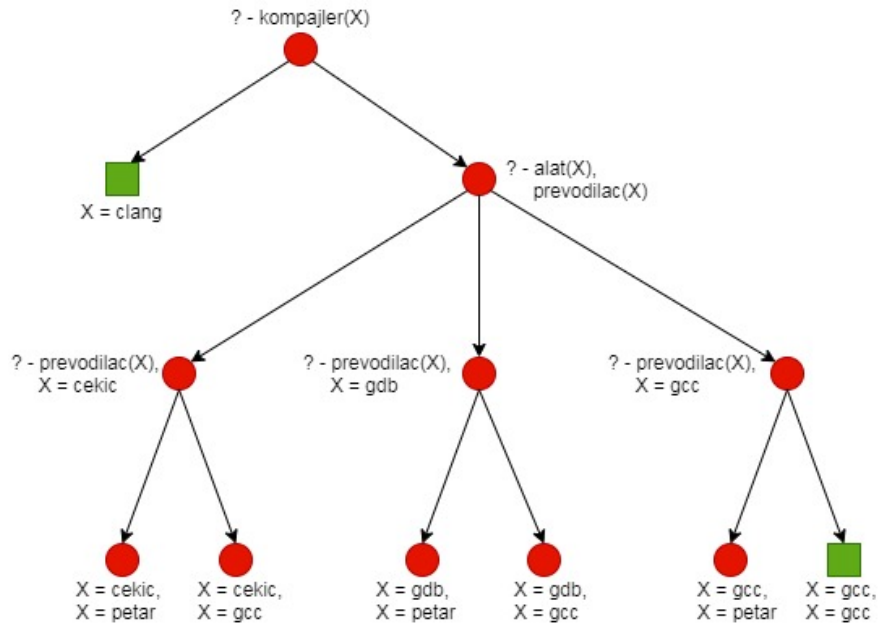 ? - kompajler(X)
X = clang
? - alat(X),
prevodilac(X)
? - prevodilac(X),
X = cekic
? - prevodilac(X),
X = gdb
? - prevodilac(X),
X = gcc
X = cekic,
X = petar
X = cekic,
X = gcc
X = gdb,
X = petar
X = gdb,
X = gcc
X = gcc,
X = petar
X = gcc,
X = gcc